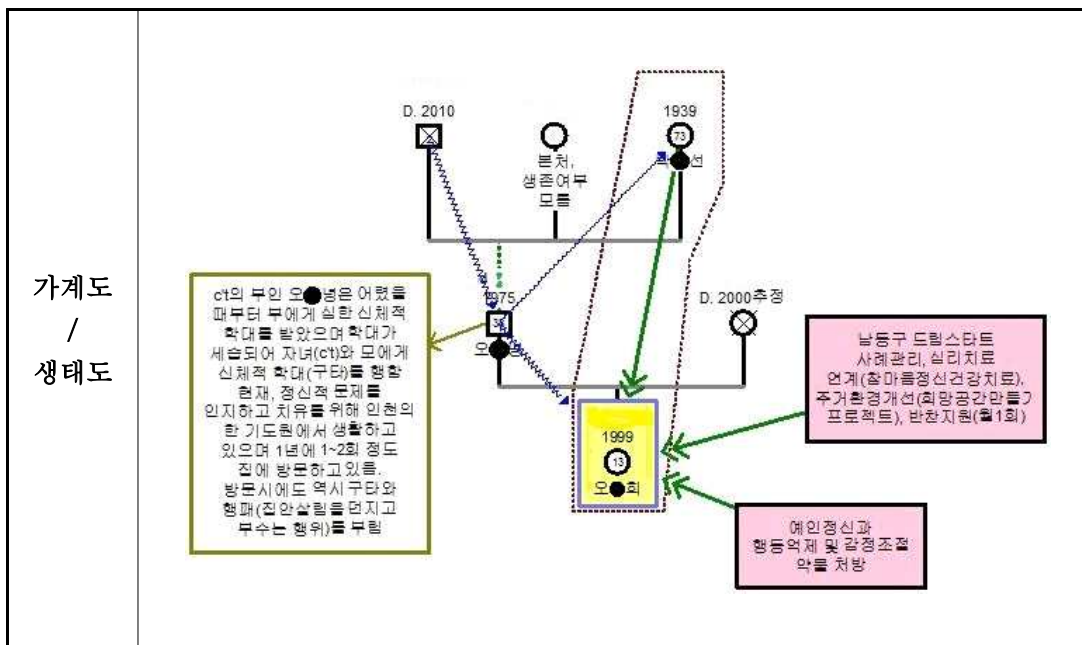 가계도
/
생태도
D. 2010
1939
73
선
본처,
생존여부
모름
1975
오●녕
D. 2000추정
1999
13
오●희
c't의 부인 오●녕은 어렸을
때부터 부에게 심한 신체적
학대를 받았으며 학대가
세습되어 자녀(c't)와 모에게
신체적 학대(구타)를 행함
현재, 정신적 문제를
인지하고 치유를 위해 인천의
한 기도원에서 생활하고
있으며 1년에 1~2회 정도
집에 방문하고있음.
방문시에도 역시 구타와
행패(집안살림을던지고
부수는 행위)를 부림
남동구 드림스타트
사례관리, 심리치료
연계(참마음정신건강치료),
주거환경개선(희망공간만들기
프로젝트), 반찬지원(월1회)
예인정신과
행동억제 및 감정조절
약물 처방